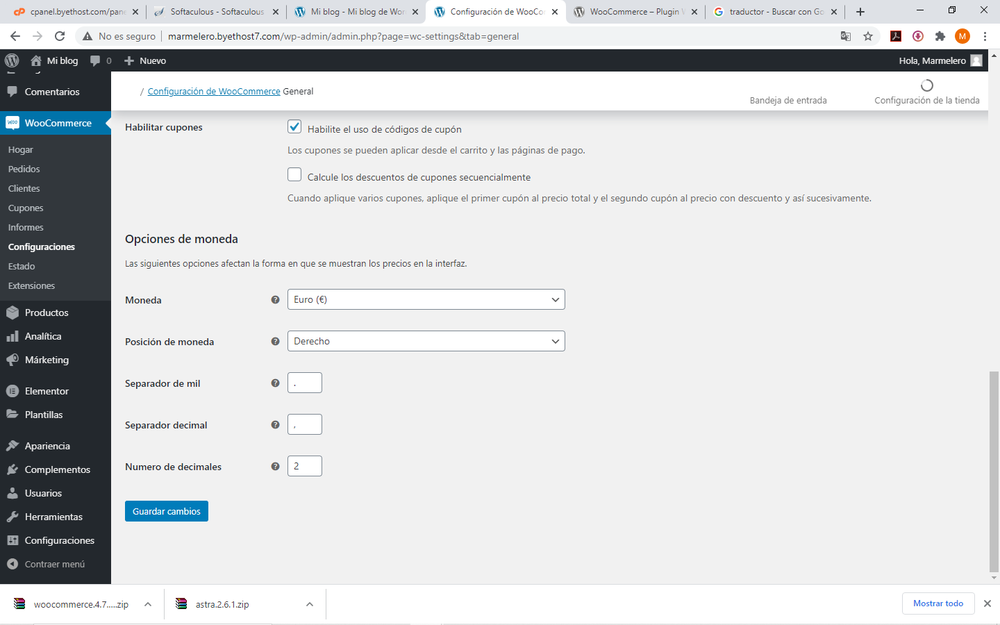 cpanel.byethost.com/pane
Softaculous - Softaculous
Mi blog - Mi blog de Wor
Configuración de WooCom
WooCommerce – Plugin W
traductor - Buscar con Go
No es seguro
marmelero.byethost7.com/wp-admin/admin.php?page=wc-settings&tab=general
M
Mi blog
0
Nuevo
Hola, Marmelero
Comentarios
WooCommerce
Hogar
Pedidos
Clientes
Cupones
Informes
Configuraciones
Estado
Extensiones
Productos
Analítica
Márketing
Elementor
Plantillas
Apariencia
Complementos
Usuarios
Herramientas
Configuraciones
Contraer menú
/ Configuración de WooCommerce General
Bandeja de entrada
Configuración de la tienda
Habilitar cupones
Habilite el uso de códigos de cupón
Los cupones se pueden aplicar desde el carrito y las páginas de pago.
Calcule los descuentos de cupones secuencialmente
Cuando aplique varios cupones, aplique el primer cupón al precio total y el segundo cupón al precio con descuento y así sucesivamente.
Opciones de moneda
Las siguientes opciones afectan la forma en que se muestran los precios en la interfaz.
Moneda
Euro (€)
Posición de moneda
Derecho
Separador de mil
.
Separador decimal
,
Numero de decimales
2
Guardar cambios
woocommerce.4.7.....zip
astra.2.6.1.zip
Mostrar todo